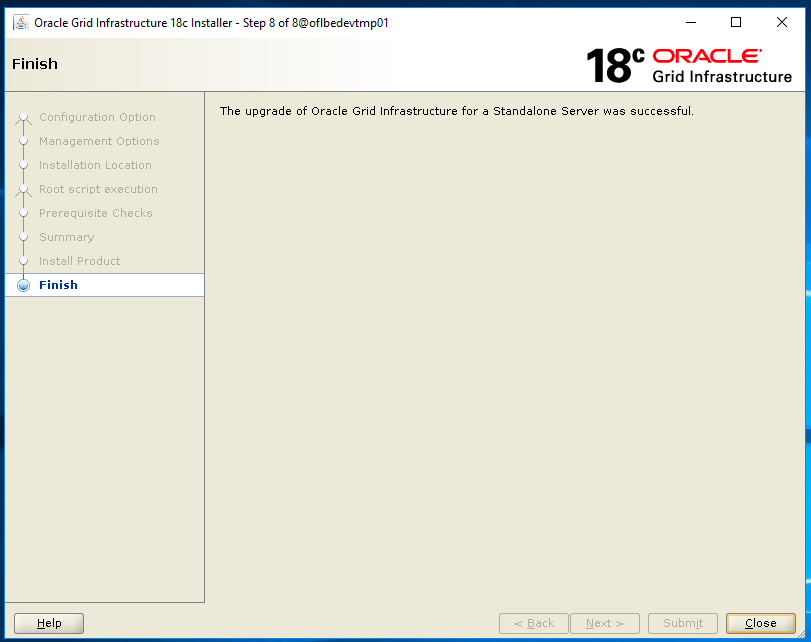 Oracle Grid Infrastructure 18c Installer - Step 8 of 8@oflbedevtmp01
Finish
18c ORACLE
Grid Infrastructure
Configuration Option
Management Options
Installation Location
Root script execution
Prerequisite Checks
Summary
Install Product
Finish
The upgrade of Oracle Grid Infrastructure for a Standalone Server was successful.
Help
< Back
Next >
Submit
Close